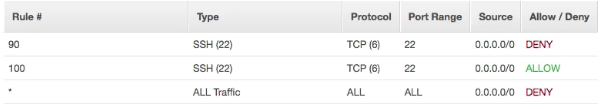 Rule # Type Protocol Port Range Source Allow / Deny
90 SSH (22) TCP (6) 22 0.0.0.0/0 DENY
100 SSH (22) TCP (6) 22 0.0.0.0/0 ALLOW
* ALL Traffic ALL ALL 0.0.0.0/0 DENY